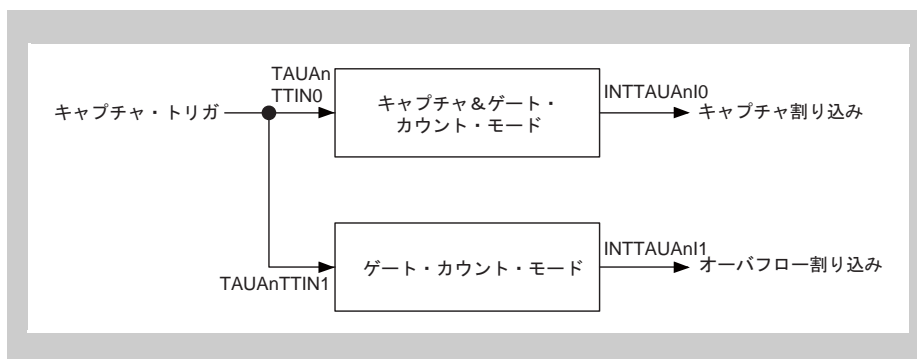 TAUAn
TTIN0
キャプチャ・トリガ
キャプチャ&ゲート・
カウント・モード
INTTAUAnI0
キャプチャ割り込み
TAUAnTTIN1
ゲート・カウント・モード
INTTAUAnI1
オーバフロー割り込み